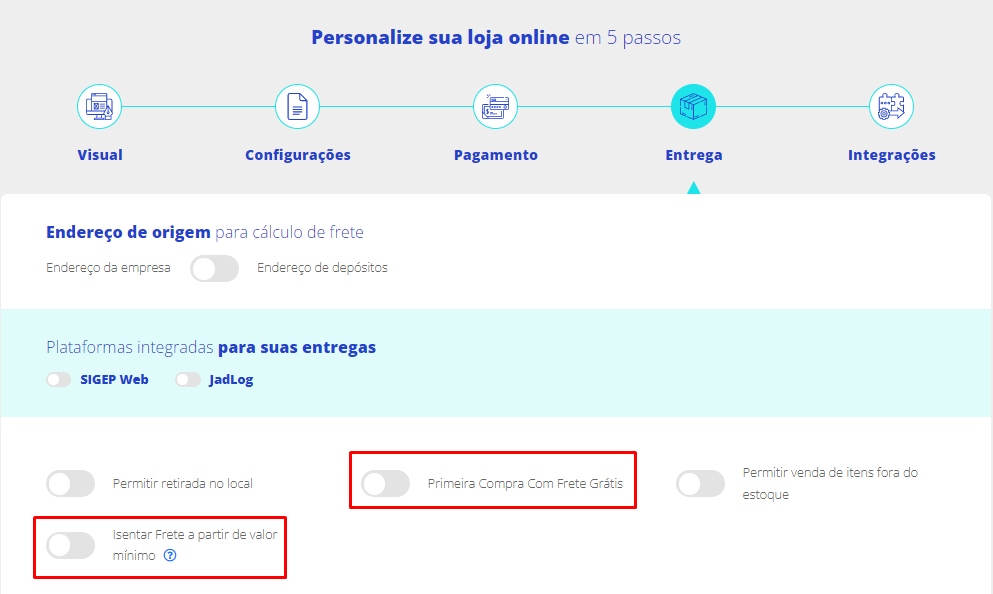 Personalize sua loja online em 5 passos
Visual
Configurações
Pagamento
Entrega
Integrações
Endereço de origem para cálculo de frete
Endereço da empresa
Endereço de depósitos
Plataformas integradas para suas entregas
SIGEP Web
JadLog
Permitir retirada no local
Primeira Compra Com Frete Grátis
Permitir venda de itens fora do
estoque
Isentar Frete a partir de valor
mínimo ?